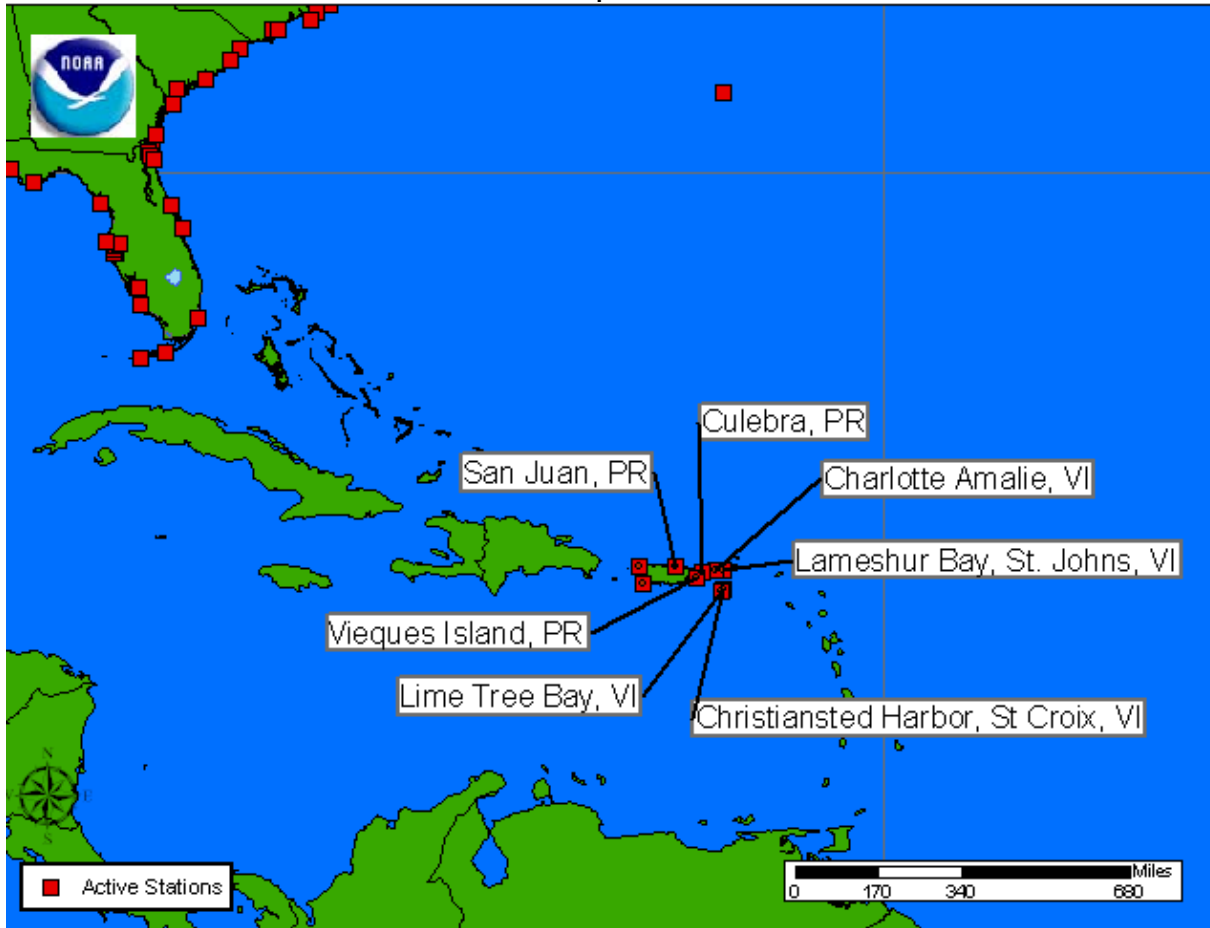 NOAA
Culebra, PR
San Juan, PR
Charlotte Amalie, VI
Lameshur Bay, St. Johns, VI
Vieques Island, PR
Lime Tree Bay, VI
Christiansted Harbor, St Croix, VI
N
E
S
Active Stations
Miles
0 170 340 680